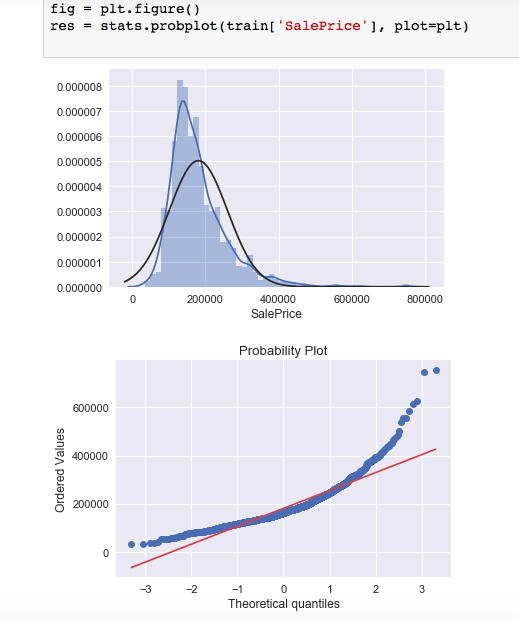 fig = plt.figure()
res = stats.probplot(train['SalePrice'], plot=plt)
0.000008
0.000007
0.000006
0.000005
0.000004
0.000003
0.000002
0.000001
0.000000
0 200000 400000 600000 800000
SalePrice
Probability Plot
600000
400000
200000
0
Ordered Values
−3 −2 −1 0 1 2 3
Theoretical quantiles